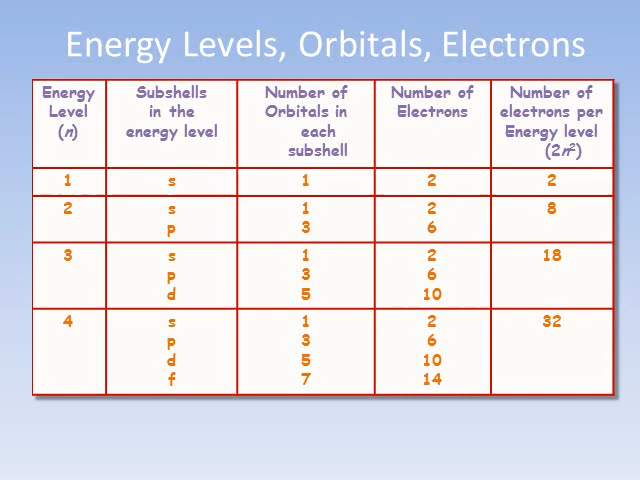 Energy Levels, Orbitals, Electrons
Energy
Level
(n)
Subshells
in the
energy level
Number of
Orbitals in
each
subshell
Number of
Electrons
Number of
electrons per
Energy level
(2n²)
1 s 1 2 2
2 s 1 2 8
p 3 6
3 s 1 2 18
p 3 6
d 5 10
4 s 1 2 32
p 3 6
d 5 10
f 7 14